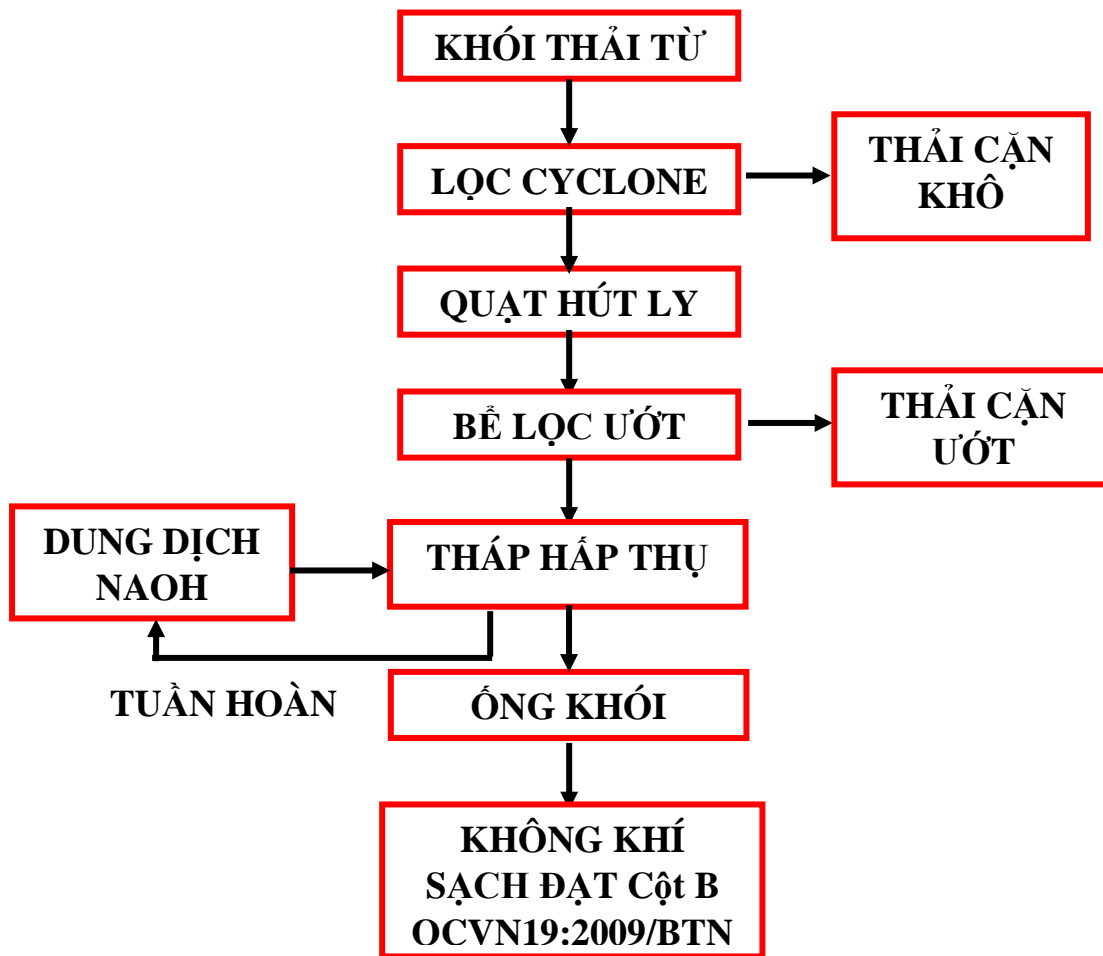 KHÓI THẢI TỪ
LỌC CYCLONE
THẢI CẶN
KHÔ
QUẠT HÚT LY
BỂ LỌC ƯỚT
THẢI CẶN
ƯỚT
DUNG DỊCH
NAOH
THÁP HẤP THỤ
TUẦN HOÀN
ỐNG KHÓI
KHÔNG KHÍ
SẠCH ĐẠT Cột B
QCVN19:2009/BTN